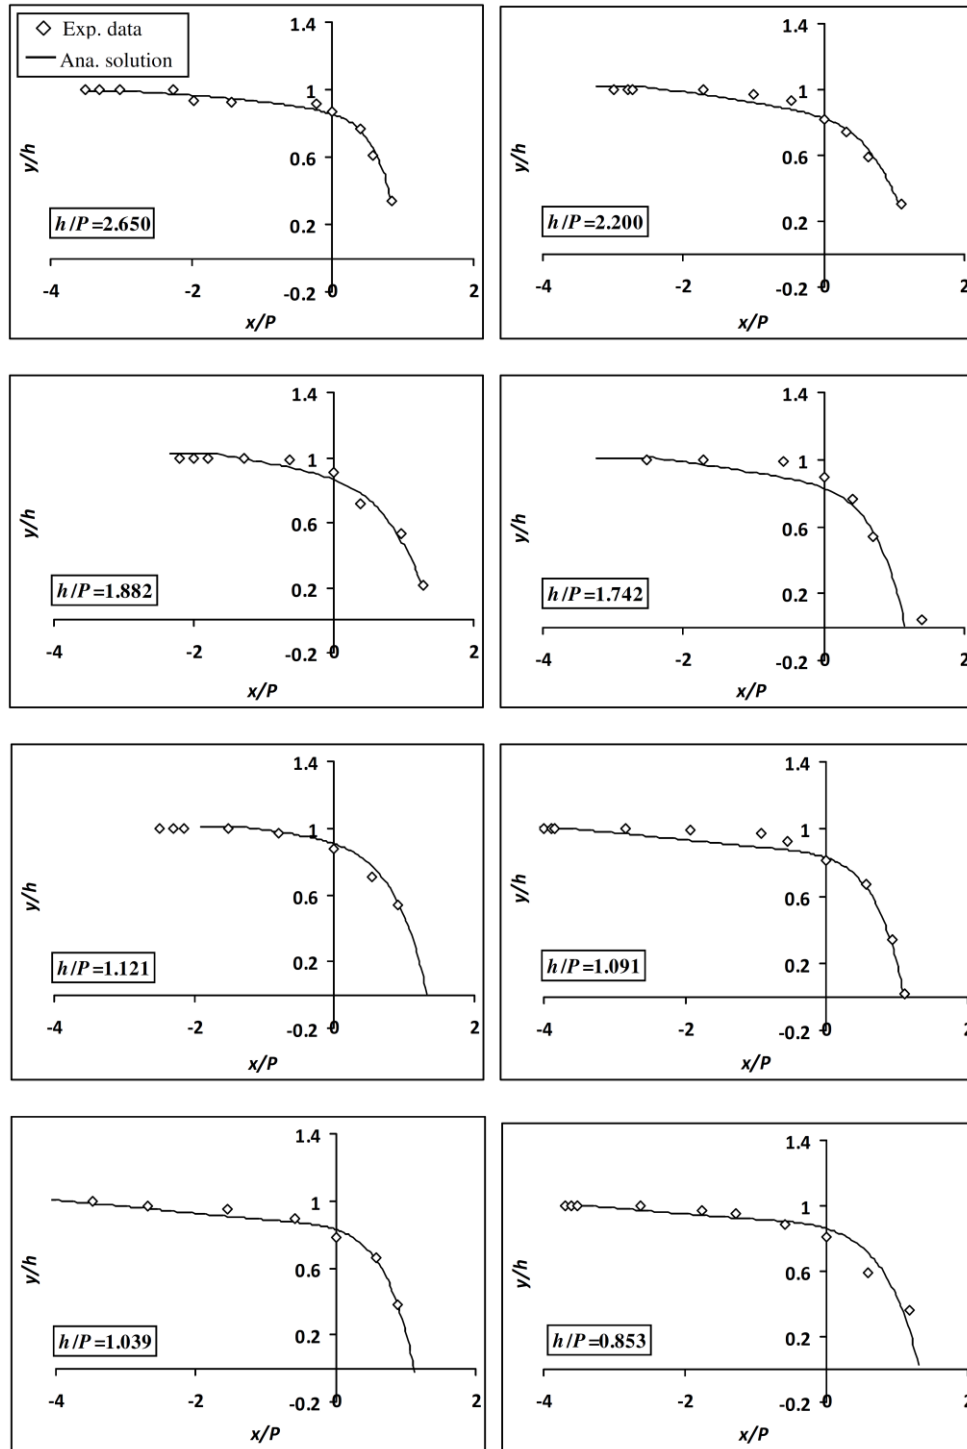 Exp. data
Ana. solution
1.4
1
0.6
0.2
-0.2
y/h
h/P=2.650
-4
-2
0
2
x/P
1.4
1
0.6
0.2
-0.2
y/h
h/P=2.200
-4
-2
0
2
x/P
1.4
1
0.6
0.2
-0.2
y/h
h/P=1.882
-4
-2
0
2
x/P
1.4
1
0.6
0.2
-0.2
y/h
h/P=1.742
-4
-2
0
2
x/P
1.4
1
0.6
0.2
-0.2
y/h
h/P=1.121
-4
-2
0
2
x/P
1.4
1
0.6
0.2
-0.2
y/h
h/P=1.091
-4
-2
0
2
x/P
1.4
1
0.6
0.2
-0.2
y/h
h/P=1.039
-4
-2
0
2
x/P
1.4
1
0.6
0.2
-0.2
y/h
h/P=0.853
-4
-2
0
2
x/P